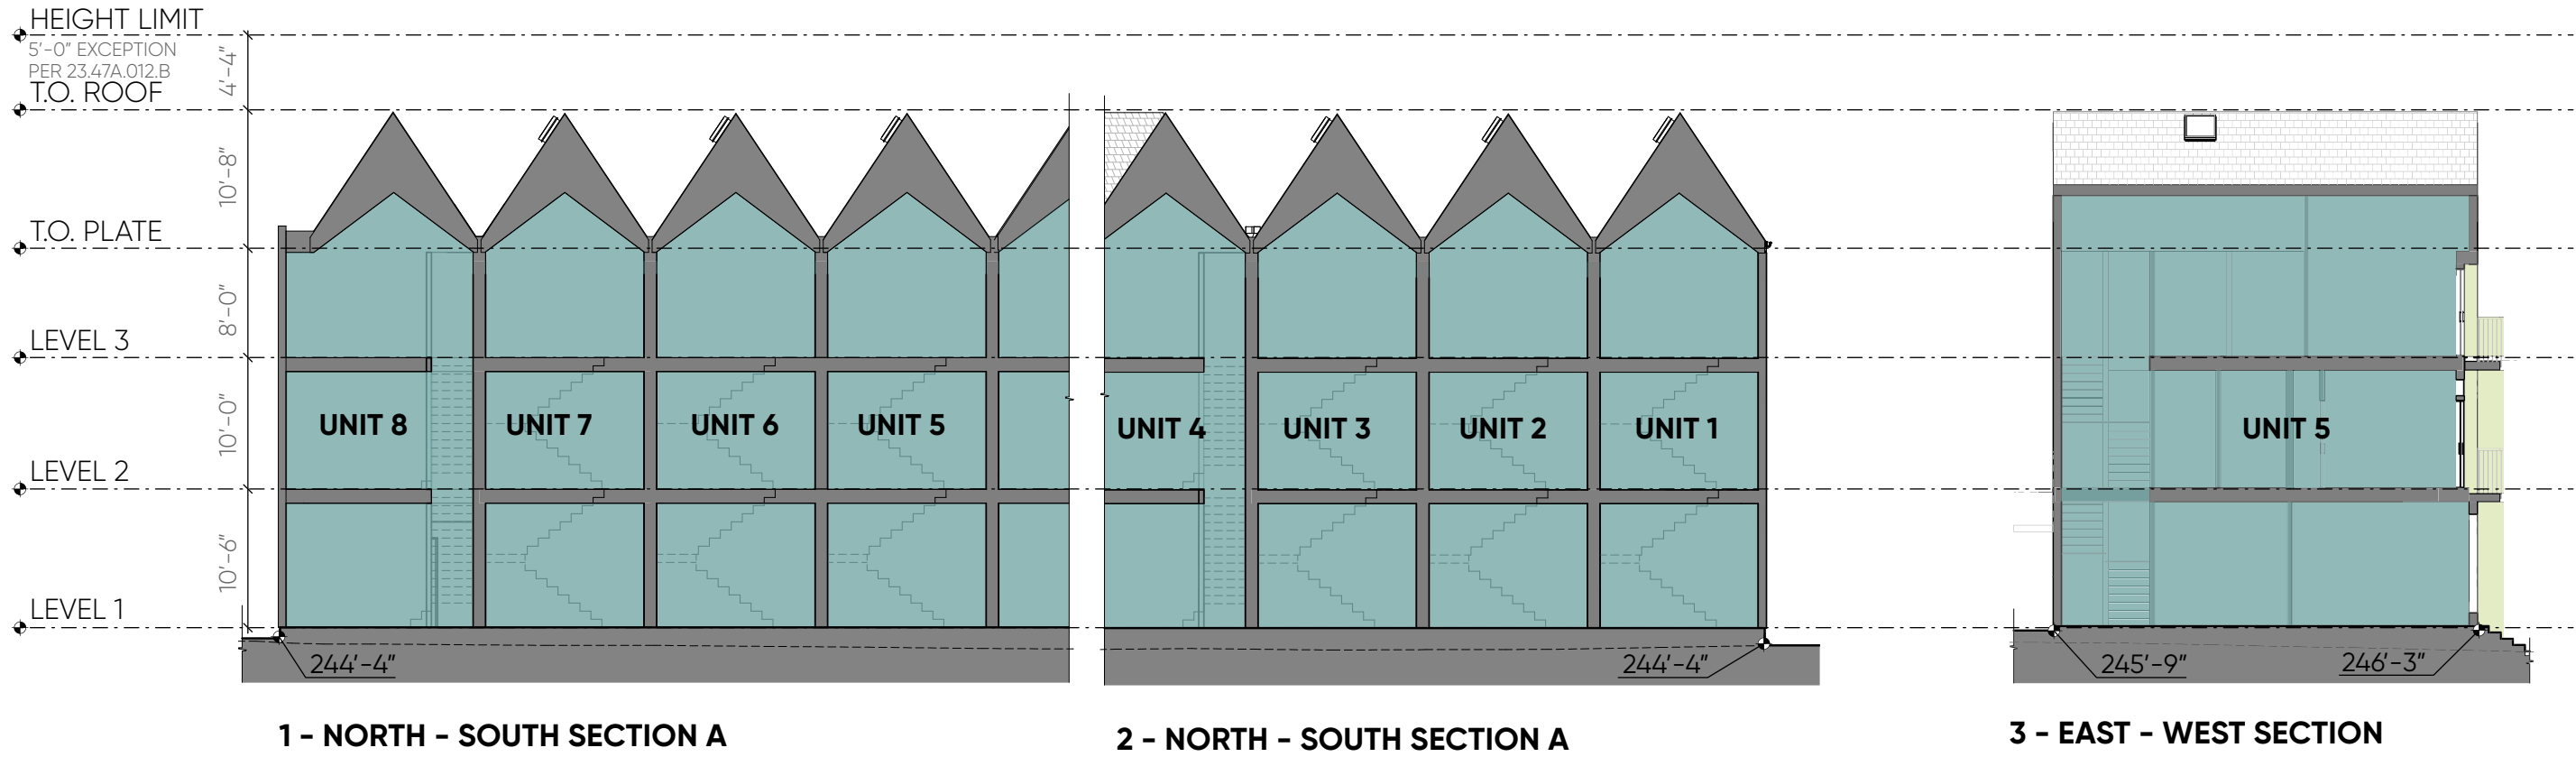 HEIGHT LIMIT
5'-0" EXCEPTION
PER 23.47A.012.B
4'-4"
T.O. ROOF
10'-8"
T.O. PLATE
8'-0"
LEVEL 3
10'-0"
LEVEL 2
10'-6"
LEVEL 1
UNIT 8
UNIT 7
UNIT 6
UNIT 5
UNIT 4
UNIT 3
UNIT 2
UNIT 1
UNIT 5
244'-4"
244'-4"
245'-9"
246'-3"
1 - NORTH - SOUTH SECTION A
2 - NORTH - SOUTH SECTION A
3 - EAST - WEST SECTION